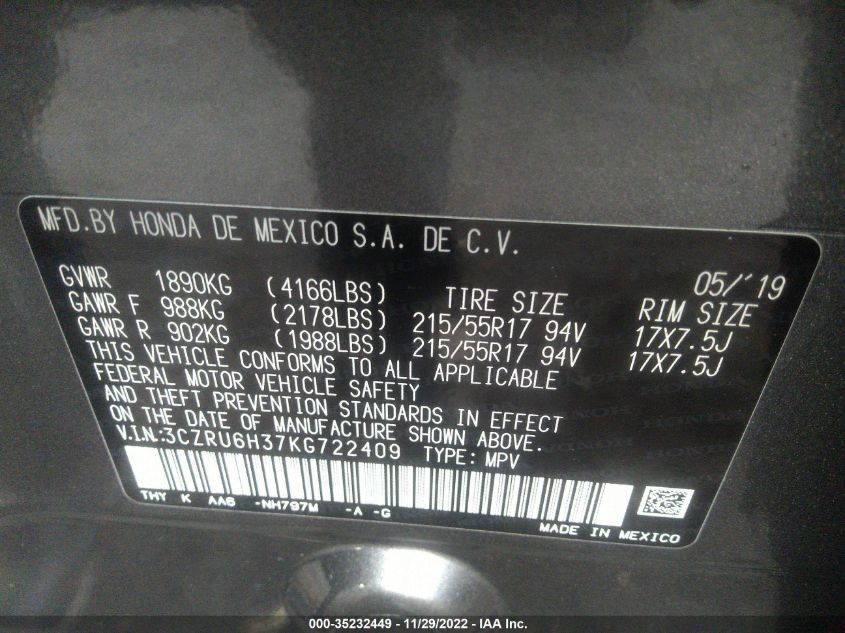 MFD.BY HONDA DE MEXICO S.A. DE C.V.
05/'19
GVWR 1890KG (4166LBS) TIRE SIZE RIM SIZE
GAWR F 988KG (2178LBS) 215/55R17 94V 17X7.5J
GAWR R 902KG (1988LBS) 215/55R17 94V 17X7.5J
THIS VEHICLE CONFORMS TO ALL APPLICABLE
FEDERAL MOTOR VEHICLE SAFETY
AND THEFT PREVENTION STANDARDS IN EFFECT
ON THE DATE OF MANUFACTURE SHOWN ABOVE.
V.I.N.:3CZRU6H37KG722409 TYPE: MPV
THY K AA6 -NH797M -A -G
MADE IN MEXICO
000-35232449 - 11/29/2022 - IAA Inc.